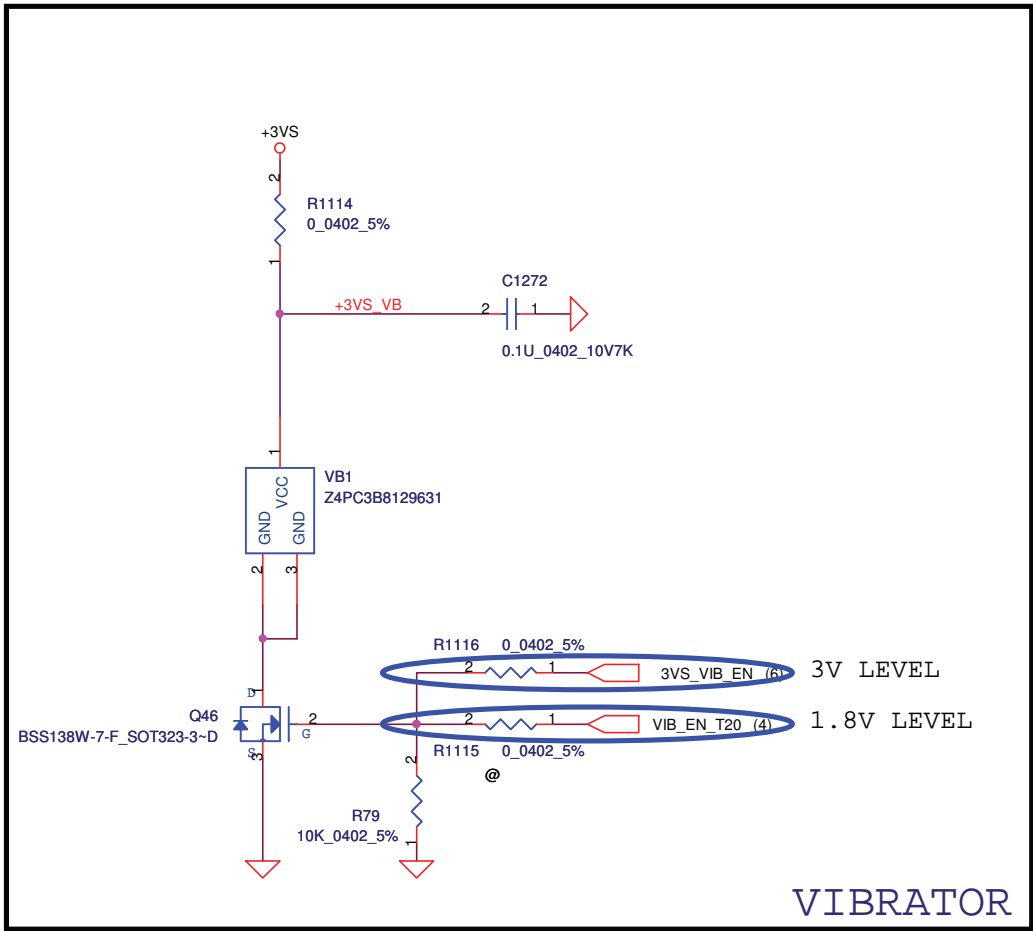 +3VS
2
R1114
0_0402_5%
1
C1272
+3VS_VB
2
1
0.1U_0402_10V7K
1
VB1
Z4PC3B8129631
VCC
GND
GND
2
3
R1116 0_0402_5%
2
1
3VS_VIB_EN (6)
3V LEVEL
D
1
Q46
BSS138W-7-F_SOT323-3~D
2
G
S
3
2
1
VIB_EN_T20 (4)
1.8V LEVEL
R1115 0_0402_5%
@
2
R79
10K_0402_5%
1
VIBRATOR